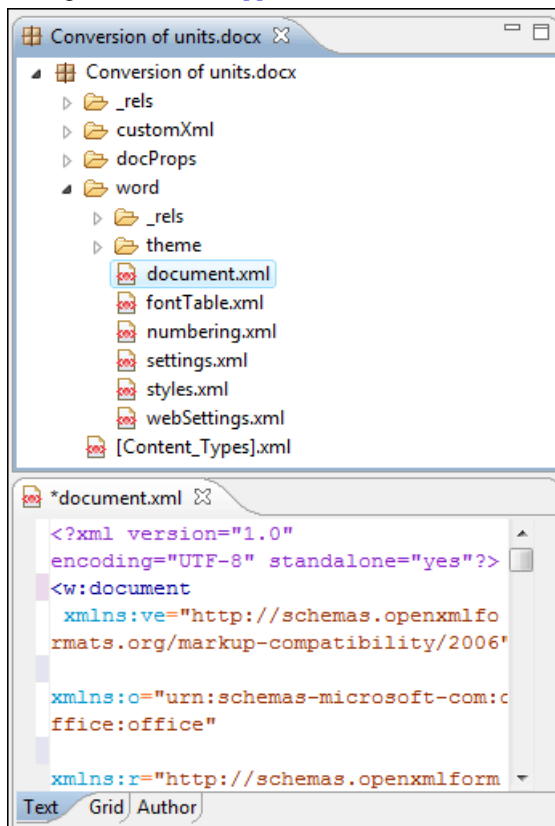 Conversion of units.docx
Conversion of units.docx
_rels
customXml
docProps
word
_rels
theme
document.xml
fontTable.xml
numbering.xml
settings.xml
styles.xml
webSettings.xml
[Content_Types].xml
*document.xml
<?xml version="1.0"
encoding="UTF-8" standalone="yes"?>
<w:document
xmlns:ve="http://schemas.openxmlfo
rmats.org/markup-compatibility/2006"
xmlns:o="urn:schemas-microsoft-com:o
ffice:office"
xmlns:r="http://schemas.openxmlform
Text Grid Author